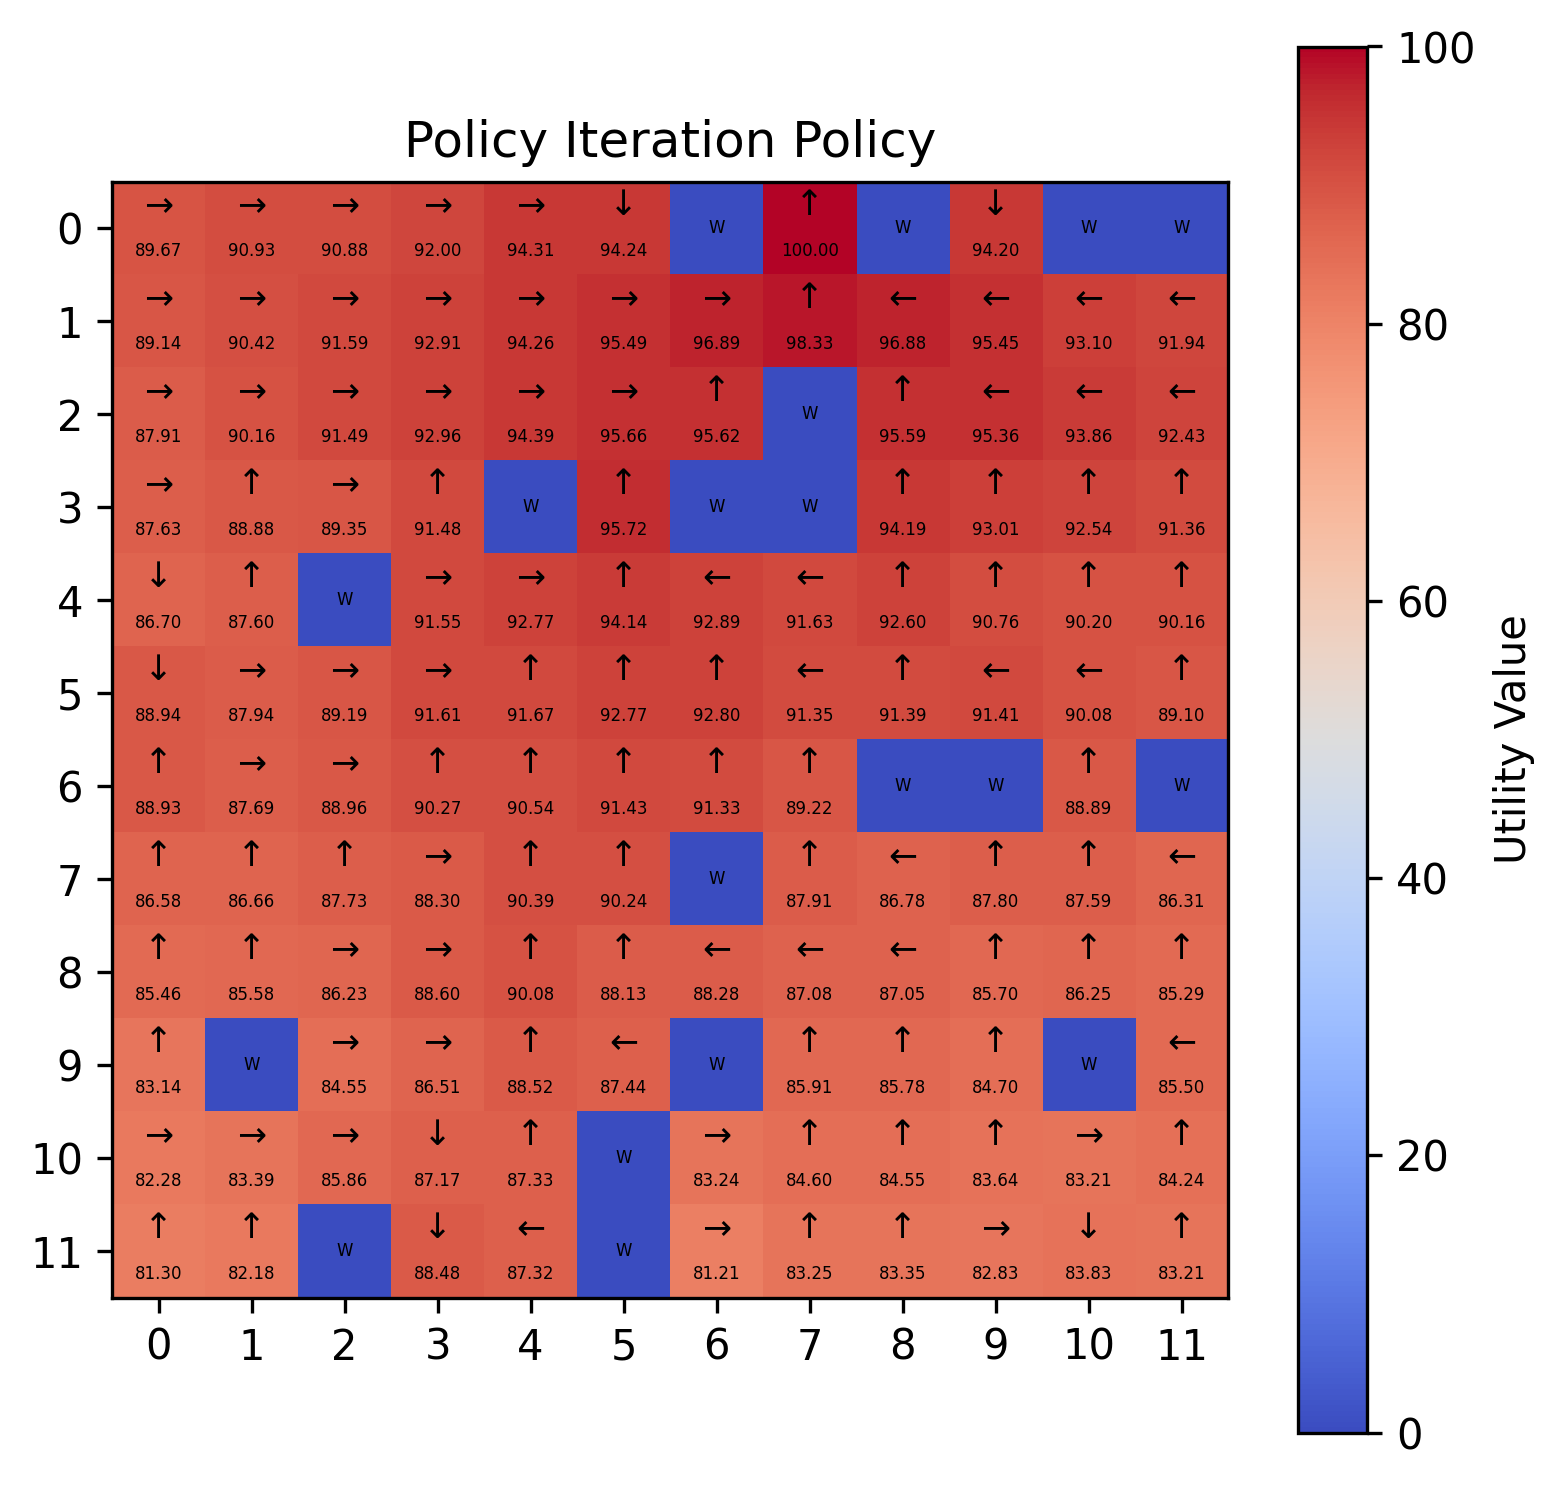 Policy Iteration Policy
0 → 89.67 → 90.93 → 90.88 → 92.00 → 94.31 ↓ 94.24 W ↑ 100.00 W ↓ 94.20 W W
1 → 89.14 → 90.42 → 91.59 → 92.91 → 94.26 → 95.49 → 96.89 ↑ 98.33 ← 96.88 ← 95.45 ← 93.10 ← 91.94
2 → 87.91 → 90.16 → 91.49 → 92.96 → 94.39 → 95.66 ↑ 95.62 W ↑ 95.59 ← 95.36 ← 93.86 ← 92.43
3 → 87.63 ↑ 88.88 → 89.35 ↑ 91.48 W ↑ 95.72 W W ↑ 94.19 ↑ 93.01 ↑ 92.54 ↑ 91.36
4 ↓ 86.70 ↑ 87.60 W → 91.55 → 92.77 ↑ 94.14 ← 92.89 ← 91.63 ↑ 92.60 ↑ 90.76 ↑ 90.20 ↑ 90.16
5 ↓ 88.94 → 87.94 → 89.19 → 91.61 ↑ 91.67 ↑ 92.77 ↑ 92.80 ← 91.35 ↑ 91.39 ← 91.41 ← 90.08 ↑ 89.10
6 ↑ 88.93 → 87.69 → 88.96 ↑ 90.27 ↑ 90.54 ↑ 91.43 ↑ 91.33 ↑ 89.22 W W ↑ 88.89 W
7 ↑ 86.58 ↑ 86.66 ↑ 87.73 → 88.30 ↑ 90.39 ↑ 90.24 W ↑ 87.91 ← 86.78 ↑ 87.80 ↑ 87.59 ← 86.31
8 ↑ 85.46 ↑ 85.58 → 86.23 → 88.60 ↑ 90.08 ↑ 88.13 ← 88.28 ← 87.08 ← 87.05 ↑ 85.70 ↑ 86.25 ↑ 85.29
9 ↑ 83.14 W → 84.55 → 86.51 ↑ 88.52 ← 87.44 W ↑ 85.91 ↑ 85.78 ↑ 84.70 W ← 85.50
10 → 82.28 → 83.39 → 85.86 ↓ 87.17 ↑ 87.33 W → 83.24 ↑ 84.60 ↑ 84.55 ↑ 83.64 → 83.21 ↑ 84.24
11 ↑ 81.30 ↑ 82.18 W ↓ 88.48 ← 87.32 W → 81.21 ↑ 83.25 ↑ 83.35 → 82.83 ↓ 83.83 ↑ 83.21
0 1 2 3 4 5 6 7 8 9 10 11
100
80
60
40
20
0
Utility Value